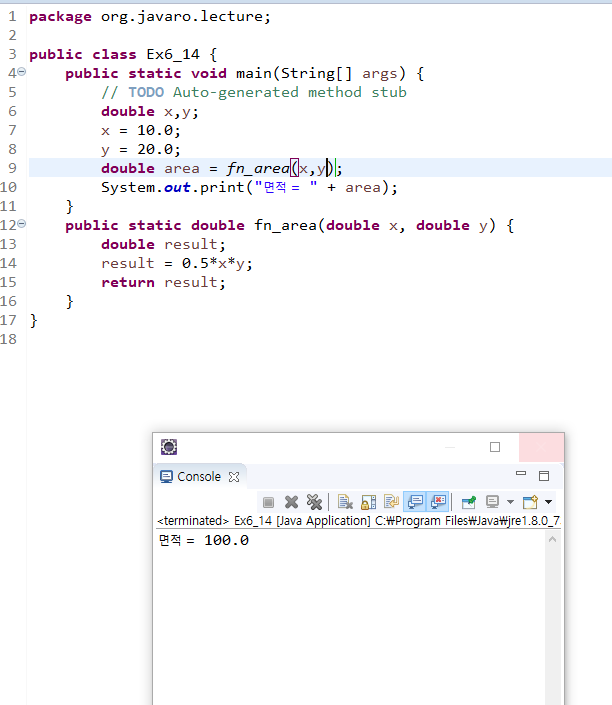 1 package org.javaro.lecture;
2
3 public class Ex6_14 {
4 public static void main(String[] args) {
5 // TODO Auto-generated method stub
6 double x,y;
7 x = 10.0;
8 y = 20.0;
9 double area = fn_area(x,y);
10 System.out.print("면적 = " + area);
11 }
12 public static double fn_area(double x, double y) {
13 double result;
14 result = 0.5*x*y;
15 return result;
16 }
17 }
18
Console
<terminated> Ex6_14 [Java Application] C:₩Program Files₩Java₩jre1.8.0_7
면적 = 100.0